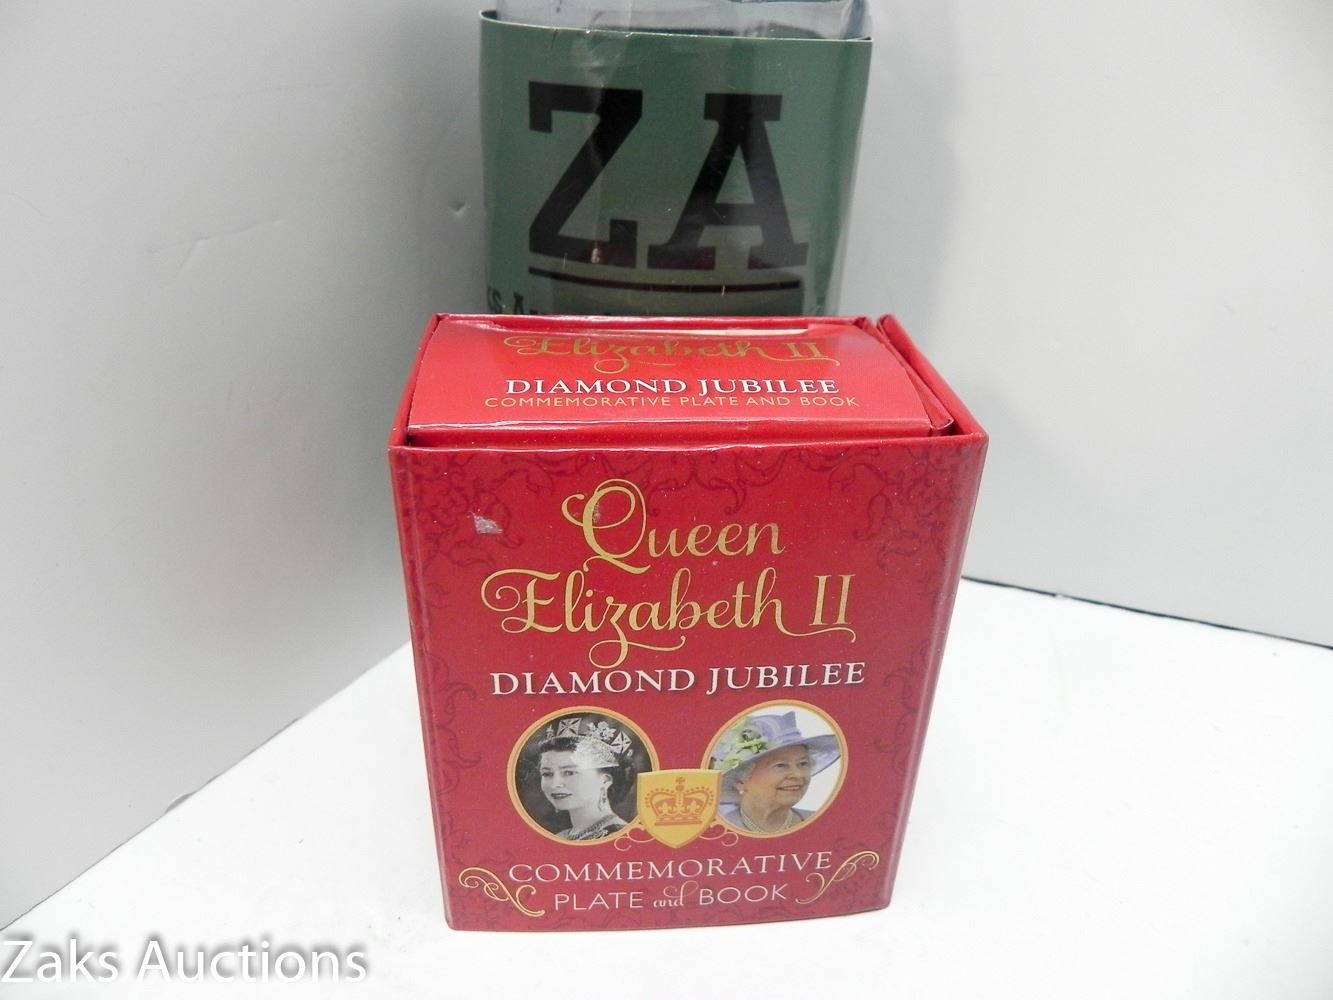 ZA
Elizabeth II
DIAMOND JUBILEE
COMMEMORATIVE PLATE AND BOOK
Queen
Elizabeth II
DIAMOND JUBILEE
COMMEMORATIVE
PLATE and BOOK
Zaks Auctions